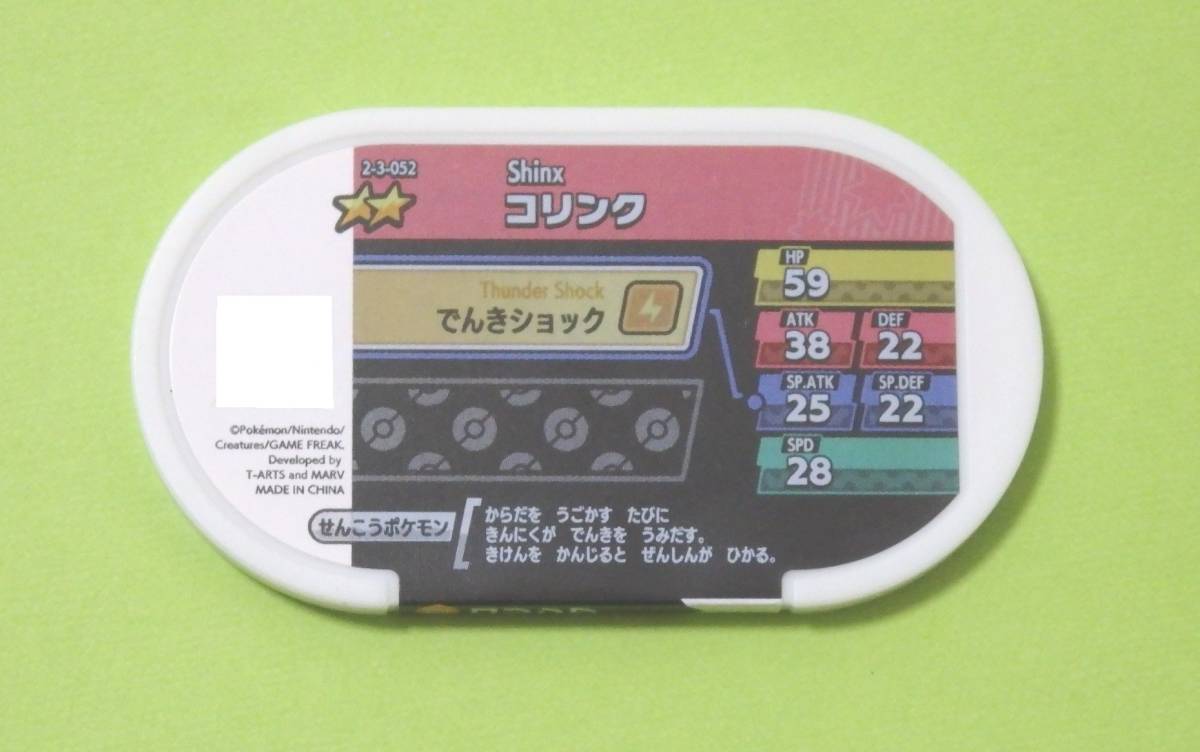 2-3-052
Shinx
コリンク
Thunder Shock
でんきショック
HP
59
ATK
38
DEF
22
SP.ATK
25
SP.DEF
22
SPD
28
©Pokémon/Nintendo/
Creatures/GAME FREAK.
Developed by
T-ARTS and MARV
MADE IN CHINA
せんこうポケモン
からだを うごかす たびに
きんにくが でんきを うみだす。
きけんを かんじると ぜんしんが ひかる。